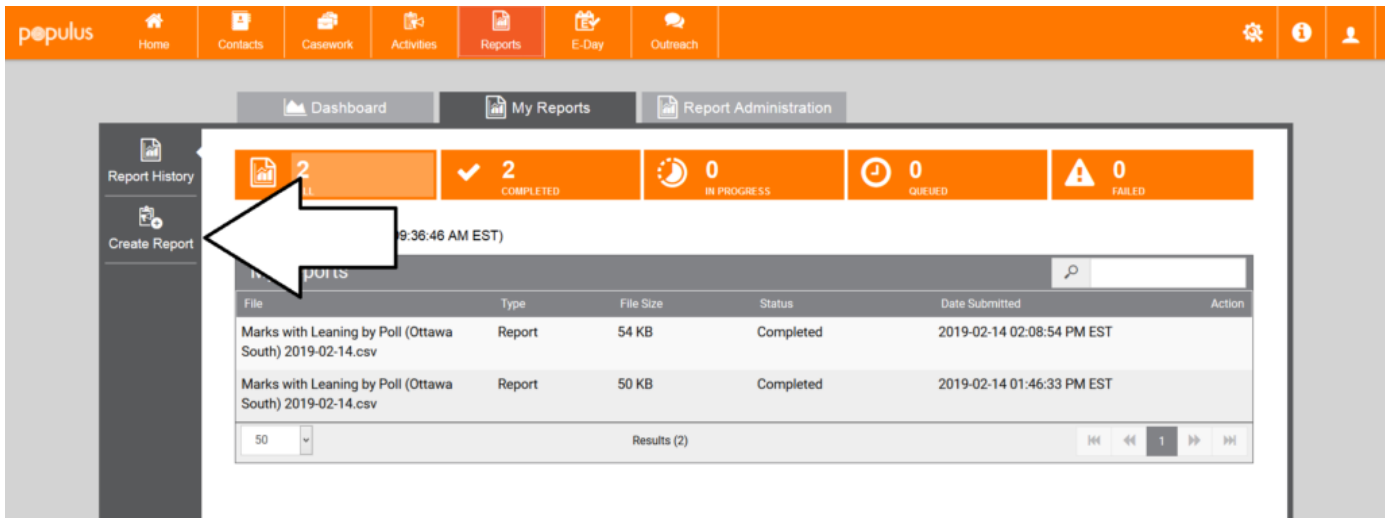 populus
Home
Contacts
Casework
Activities
Reports
E-Day
Outreach
Dashboard
My Reports
Report Administration
Report History
Create Report
2
2
COMPLETED
0
IN PROGRESS
0
QUEUED
0
FAILED
09:36:46 AM EST)
File
Type
File Size
Status
Date Submitted
Action
Marks with Leaning by Poll (Ottawa
South) 2019-02-14.csv
Report
54 KB
Completed
2019-02-14 02:08:54 PM EST
Marks with Leaning by Poll (Ottawa
South) 2019-02-14.csv
Report
50 KB
Completed
2019-02-14 01:46:33 PM EST
50
Results (2)
1